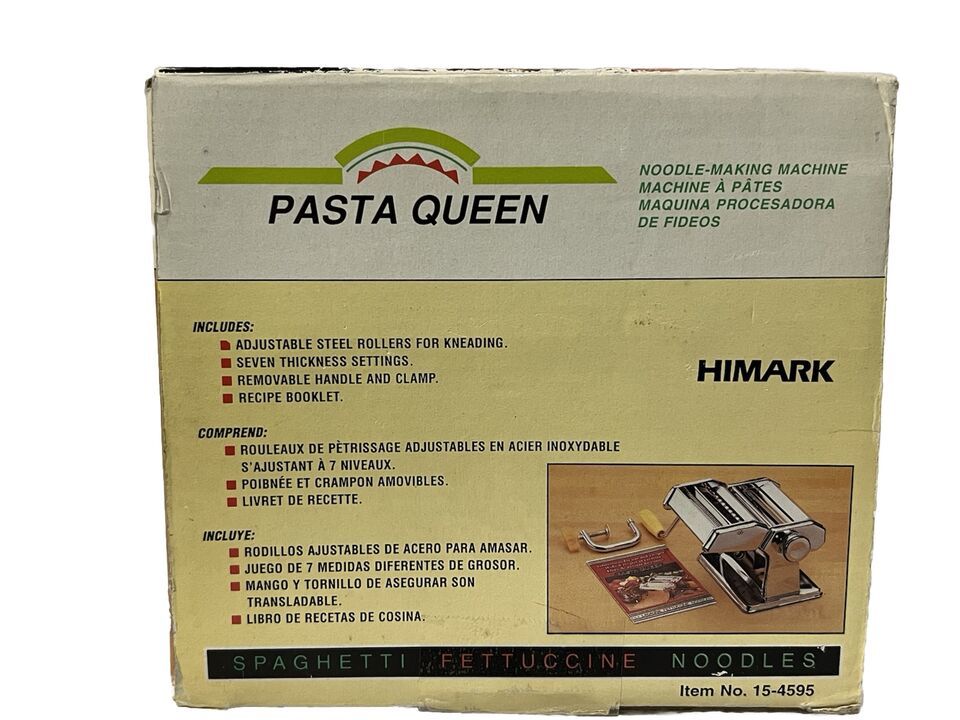 PASTA QUEEN
NOODLE-MAKING MACHINE
MACHINE À PÂTES
MAQUINA PROCESADORA
DE FIDEOS
INCLUDES:
ADJUSTABLE STEEL ROLLERS FOR KNEADING.
SEVEN THICKNESS SETTINGS.
REMOVABLE HANDLE AND CLAMP.
RECIPE BOOKLET.
HIMARK
COMPREND:
ROULEAUX DE PÈTRISSAGE ADJUSTABLES EN ACIER INOXYDABLE
S'AJUSTANT À 7 NIVEAUX.
POIBNÉE ET CRAMPON AMOVIBLES.
LIVRET DE RECETTE.
INCLUYE:
RODILLOS AJUSTABLES DE ACERO PARA AMASAR.
JUEGO DE 7 MEDIDAS DIFERENTES DE GROSOR.
MANGO Y TORNILLO DE ASEGURAR SON
TRANSLADABLE.
LIBRO DE RECETAS DE COSINA.
SPAGHETTI FETTUCCINE NOODLES
Item No. 15-4595